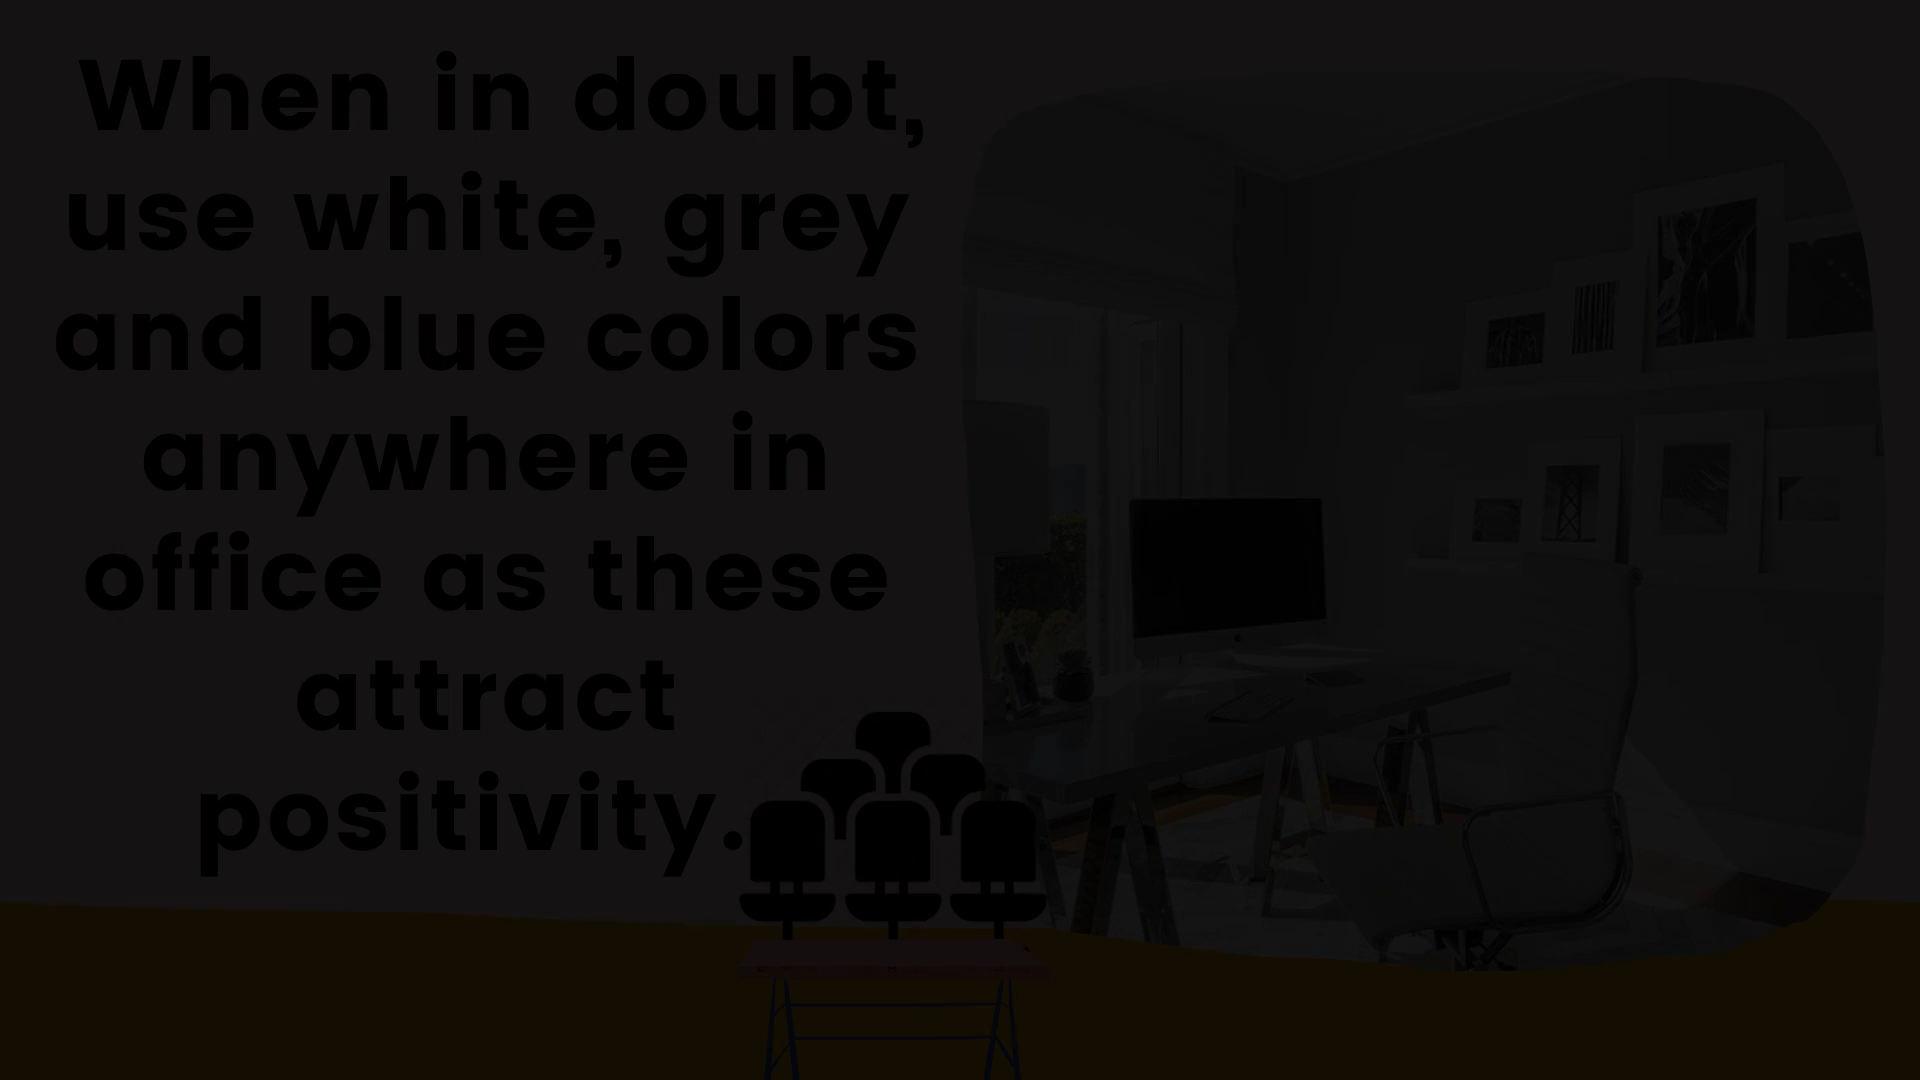 When in doubt,
use white, grey
and blue colors
anywhere in
office as these
attract
positivity.